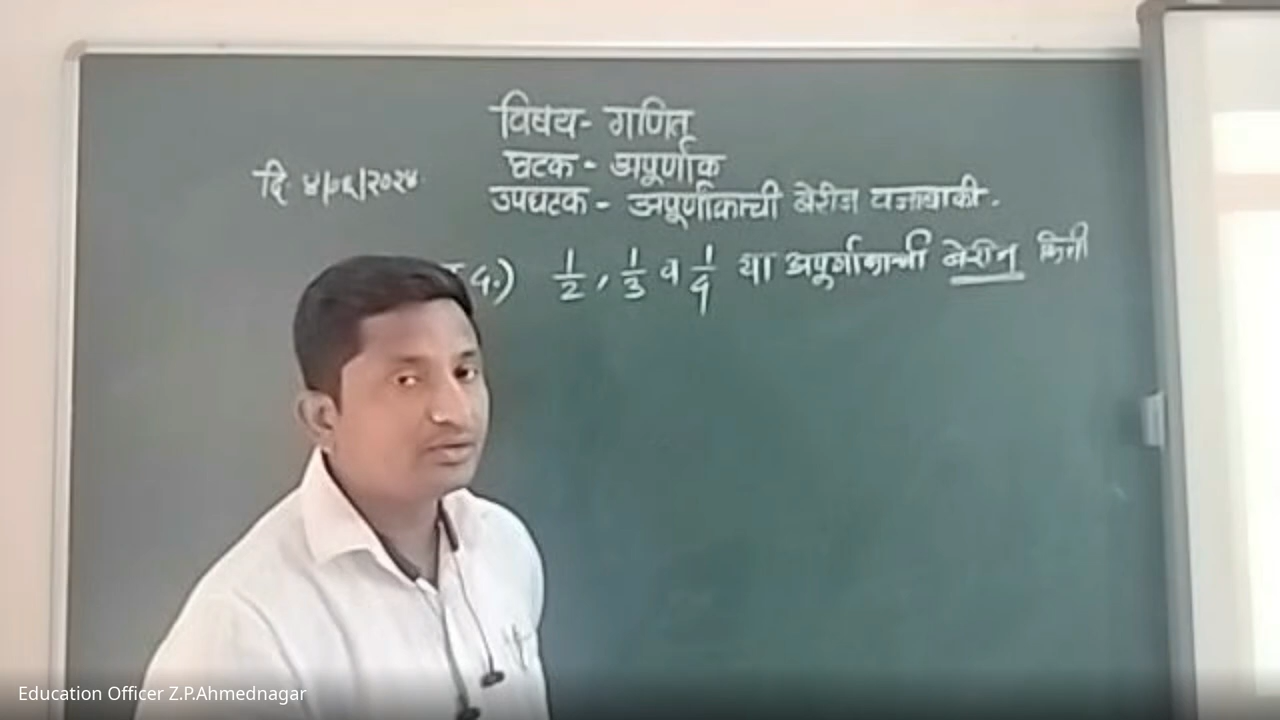 विषय- गणित
घटक - अपूर्णांक
दि ४/०६/२०२४
उपघटक - अपूर्णांकाची बेरीज वजाबाकी.
५.) 1/2 , 1/3 व 1/4 या अपूर्णांकाची बेरीज किती
Education Officer Z.P.Ahmednagar